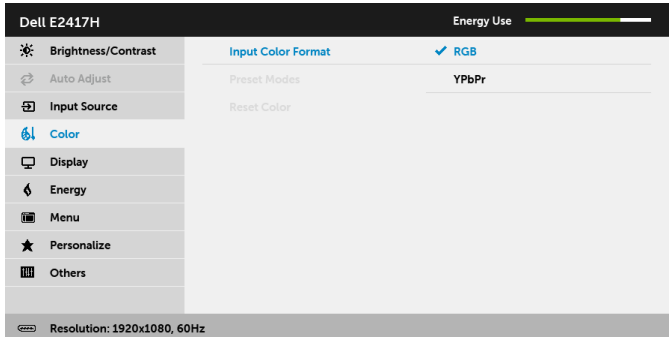 Dell E2417H
Energy Use
Brightness/Contrast
Input Color Format
RGB
Auto Adjust
Preset Modes
YPbPr
Input Source
Reset Color
Color
Display
Energy
Menu
Personalize
Others
Resolution: 1920x1080, 60Hz